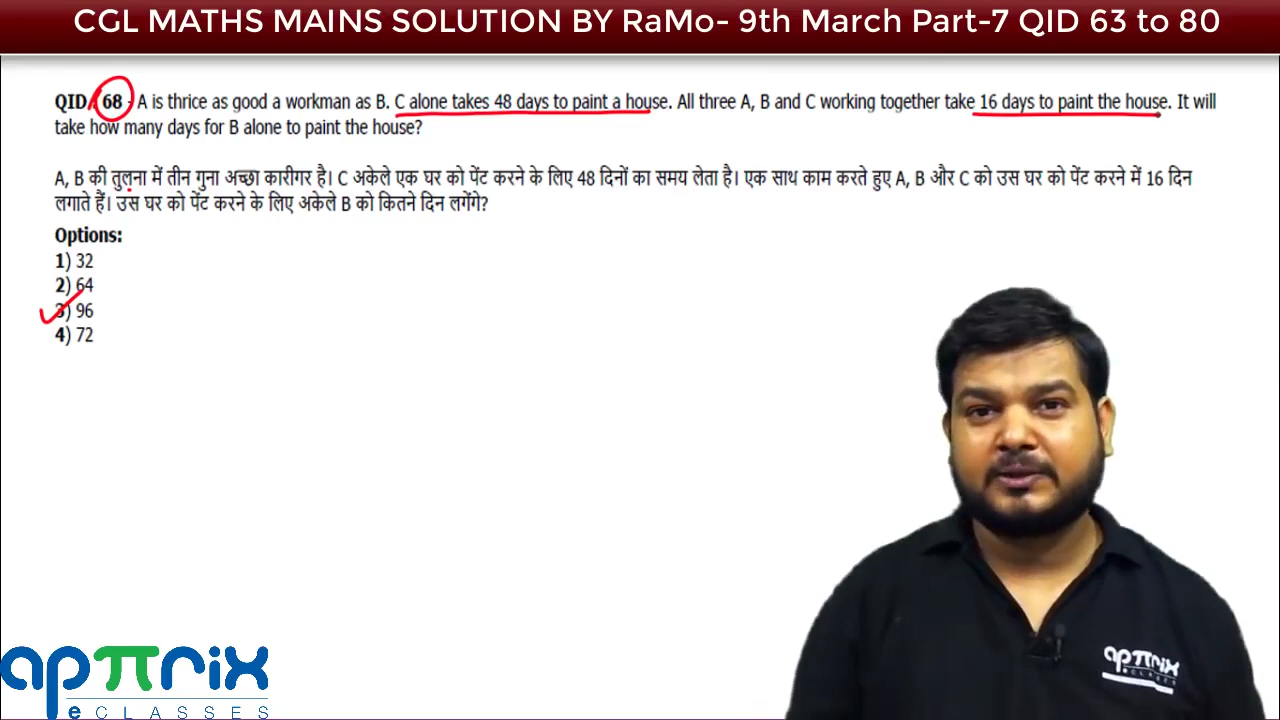 CGL MATHS MAINS SOLUTION BY RaMo- 9th March Part-7 QID 63 to 80
QID 68 - A is thrice as good a workman as B. C alone takes 48 days to paint a house. All three A, B and C working together take 16 days to paint the house. It will
take how many days for B alone to paint the house?
A, B की तुलना में तीन गुना अच्छा कारीगर है। C अकेले एक घर को पेंट करने के लिए 48 दिनों का समय लेता है। एक साथ काम करते हुए A, B और C को उस घर को पेंट करने में 16 दिन
लगाते हैं। उस घर को पेंट करने के लिए अकेले B को कितने दिन लगेंगे?
Options:
1) 32
2) 64
3) 96
4) 72
apπrix
e CLASSES
apπrix
e CLASSES